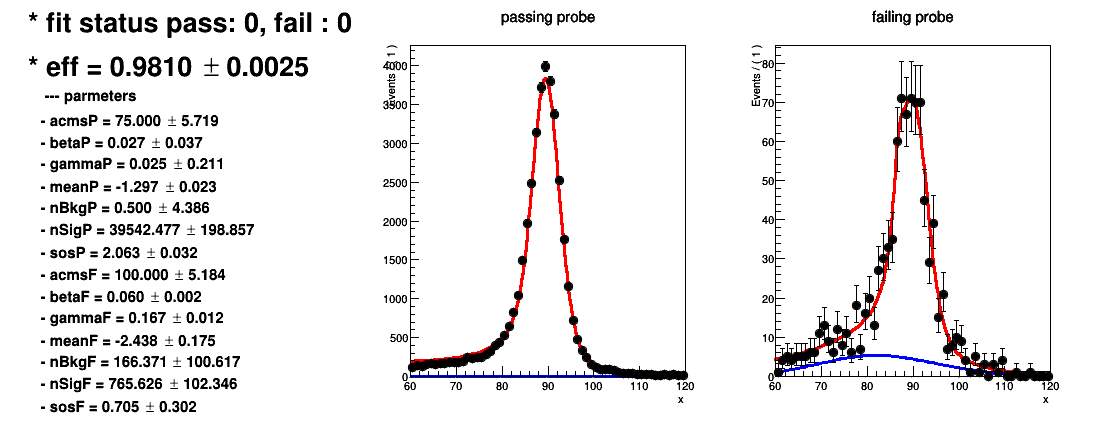 * fit status pass: 0, fail : 0
* eff = 0.9810 ± 0.0025
--- parmeters
- acmsP = 75.000 ± 5.719
- betaP = 0.027 ± 0.037
- gammaP = 0.025 ± 0.211
- meanP = -1.297 ± 0.023
- nBkgP = 0.500 ± 4.386
- nSigP = 39542.477 ± 198.857
- sosP = 2.063 ± 0.032
- acmsF = 100.000 ± 5.184
- betaF = 0.060 ± 0.002
- gammaF = 0.167 ± 0.012
- meanF = -2.438 ± 0.175
- nBkgF = 166.371 ± 100.617
- nSigF = 765.626 ± 102.346
- sosF = 0.705 ± 0.302
passing probe
Events / ( 1 )
4000
3500
3000
2500
2000
1500
1000
500
0
60 70 80 90 100 110 120
x
failing probe
Events / ( 1 )
80
70
60
50
40
30
20
10
0
60 70 80 90 100 110 120
x